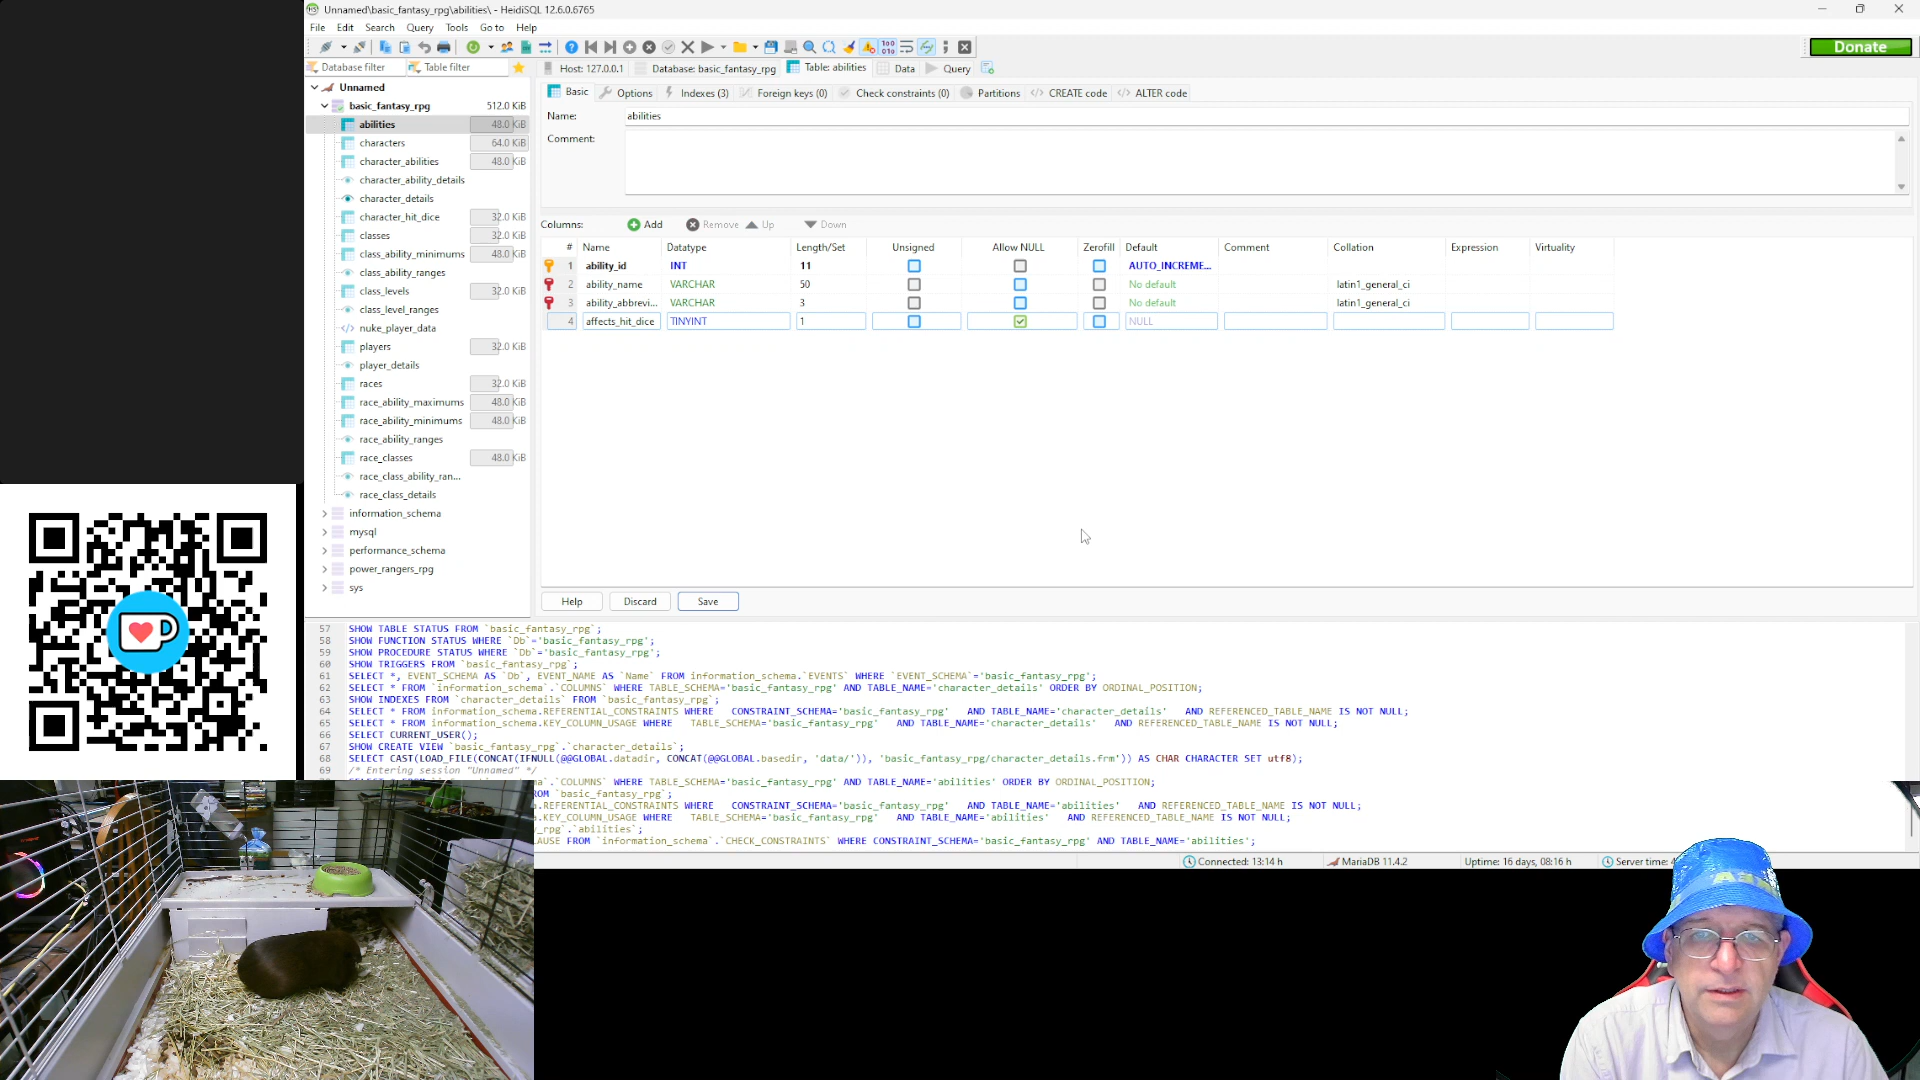 Unnamed\basic_fantasy_rpg\abilities\ - HeidiSQL 12.6.0.6765
File Edit Search Query Tools Go to Help
Donate
Database filter Table filter
Host: 127.0.0.1 Database: basic_fantasy_rpg Table: abilities Data Query
Unnamed
basic_fantasy_rpg 512.0 KiB
abilities 48.0 KiB
characters 64.0 KiB
character_abilities 48.0 KiB
character_ability_details
character_details
character_hit_dice 32.0 KiB
classes 32.0 KiB
class_ability_minimums 48.0 KiB
class_ability_ranges
class_levels 32.0 KiB
class_level_ranges
nuke_player_data
players 32.0 KiB
player_details
races 32.0 KiB
race_ability_maximums 48.0 KiB
race_ability_minimums 48.0 KiB
race_ability_ranges
race_classes 48.0 KiB
race_class_ability_ran...
race_class_details
information_schema
mysql
performance_schema
power_rangers_rpg
sys
Basic Options Indexes (3) Foreign keys (0) Check constraints (0) Partitions CREATE code ALTER code
Name: abilities
Comment:
Columns: Add Remove Up Down
# Name Datatype Length/Set Unsigned Allow NULL Zerofill Default Comment Collation Expression Virtuality
1 ability_id INT 11 AUTO_INCREME...
2 ability_name VARCHAR 50 No default latin1_general_ci
3 ability_abbrevi... VARCHAR 3 No default latin1_general_ci
4 affects_hit_dice TINYINT 1 NULL
Help Discard Save
57 SHOW TABLE STATUS FROM `basic_fantasy_rpg`;
58 SHOW FUNCTION STATUS WHERE `Db`='basic_fantasy_rpg';
59 SHOW PROCEDURE STATUS WHERE `Db`='basic_fantasy_rpg';
60 SHOW TRIGGERS FROM `basic_fantasy_rpg`;
61 SELECT *, EVENT_SCHEMA AS `Db`, EVENT_NAME AS `Name` FROM information_schema.`EVENTS` WHERE `EVENT_SCHEMA`='basic_fantasy_rpg';
62 SELECT * FROM `information_schema`.`COLUMNS` WHERE TABLE_SCHEMA='basic_fantasy_rpg' AND TABLE_NAME='character_details' ORDER BY ORDINAL_POSITION;
63 SHOW INDEXES FROM `character_details` FROM `basic_fantasy_rpg`;
64 SELECT * FROM information_schema.REFERENTIAL_CONSTRAINTS WHERE CONSTRAINT_SCHEMA='basic_fantasy_rpg' AND TABLE_NAME='character_details' AND REFERENCED_TABLE_NAME IS NOT NULL;
65 SELECT * FROM information_schema.KEY_COLUMN_USAGE WHERE TABLE_SCHEMA='basic_fantasy_rpg' AND TABLE_NAME='character_details' AND REFERENCED_TABLE_NAME IS NOT NULL;
66 SELECT CURRENT_USER();
67 SHOW CREATE VIEW `basic_fantasy_rpg`.`character_details`;
68 SELECT CAST(LOAD_FILE(CONCAT(IFNULL(@@GLOBAL.datadir, CONCAT(@@GLOBAL.basedir, 'data/')), 'basic_fantasy_rpg/character_details.frm')) AS CHAR CHARACTER SET utf8);
69 /* Entering session "Unnamed" */
a`.`COLUMNS` WHERE TABLE_SCHEMA='basic_fantasy_rpg' AND TABLE_NAME='abilities' ORDER BY ORDINAL_POSITION;
ROM `basic_fantasy_rpg`;
.REFERENTIAL_CONSTRAINTS WHERE CONSTRAINT_SCHEMA='basic_fantasy_rpg' AND TABLE_NAME='abilities' AND REFERENCED_TABLE_NAME IS NOT NULL;
.KEY_COLUMN_USAGE WHERE TABLE_SCHEMA='basic_fantasy_rpg' AND TABLE_NAME='abilities' AND REFERENCED_TABLE_NAME IS NOT NULL;
y_rpg`.`abilities`;
LAUSE FROM `information_schema`.`CHECK_CONSTRAINTS` WHERE CONSTRAINT_SCHEMA='basic_fantasy_rpg' AND TABLE_NAME='abilities';
Connected: 13:14 h MariaDB 11.4.2 Uptime: 16 days, 08:16 h Server time: